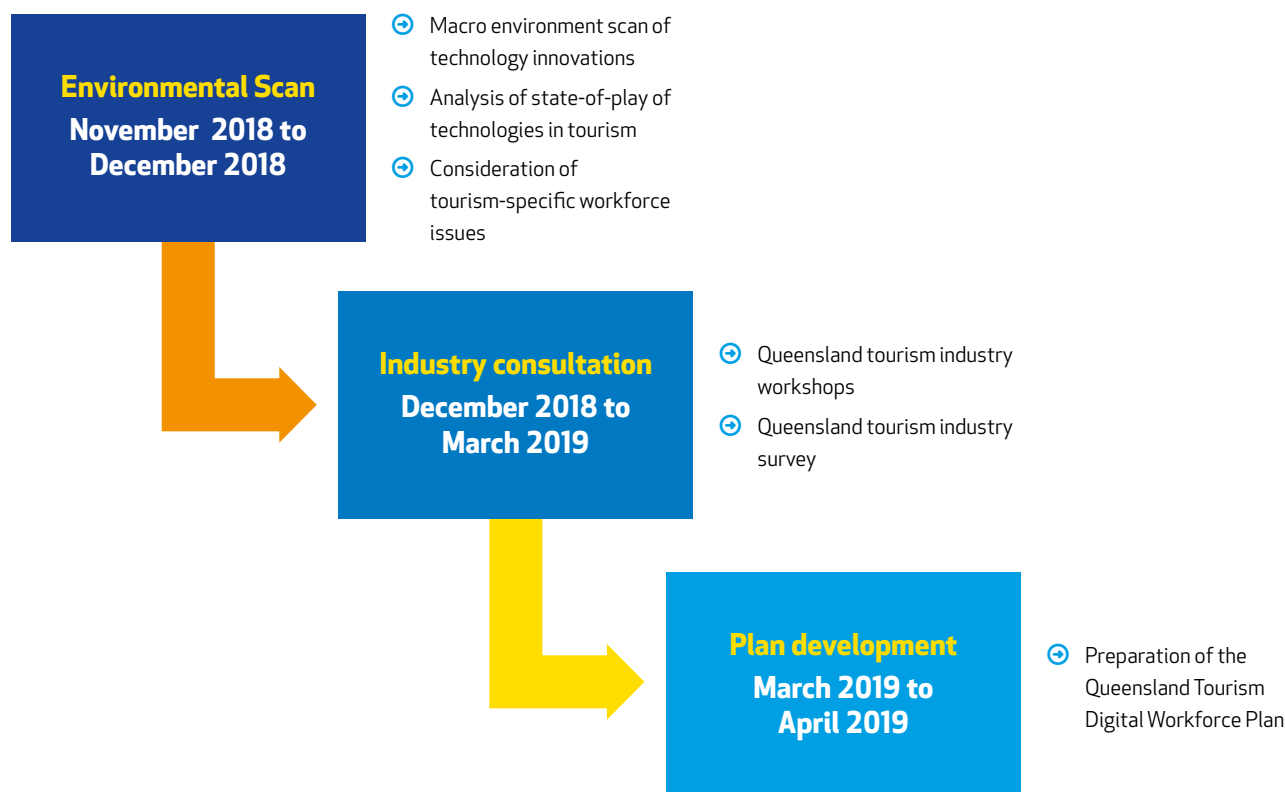 Environmental Scan
November 2018 to
December 2018
Macro environment scan of
technology innovations
Analysis of state-of-play of
technologies in tourism
Consideration of
tourism-specific workforce
issues
Industry consultation
December 2018 to
March 2019
Queensland tourism industry
workshops
Queensland tourism industry
survey
Plan development
March 2019 to
April 2019
Preparation of the
Queensland Tourism
Digital Workforce Plan